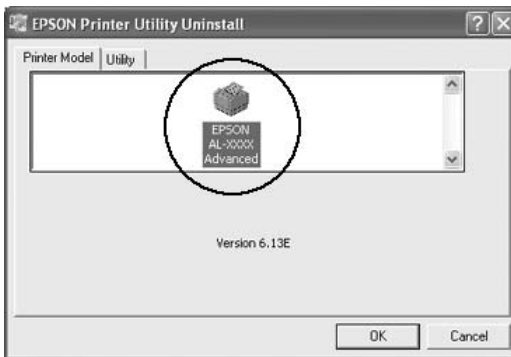 EPSON Printer Utility Uninstall
Printer Model Utility
EPSON
AL-XXXX
Advanced
Version 6.13E
OK Cancel